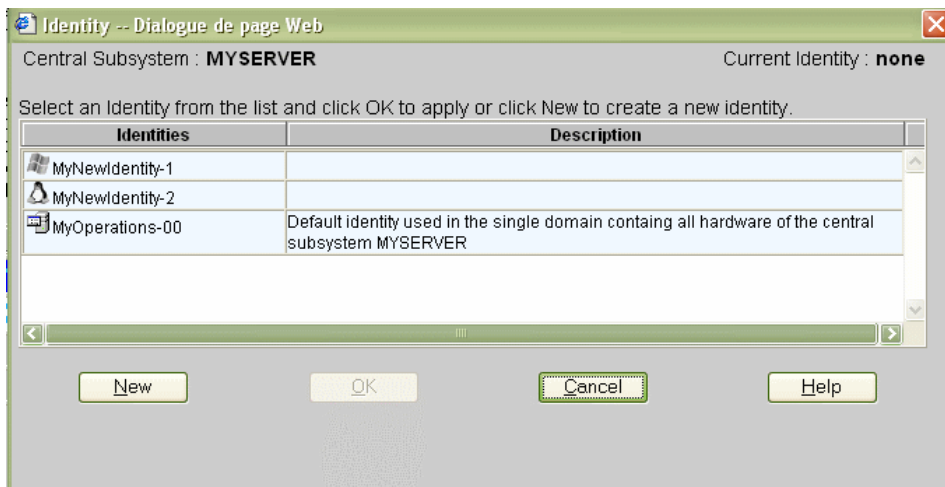 Identity -- Dialogue de page Web
Central Subsystem : MYSERVER
Current Identity : none
Select an Identity from the list and click OK to apply or click New to create a new identity.
Identities
Description
MyNewIdentity-1
MyNewIdentity-2
MyOperations-00
Default identity used in the single domain containg all hardware of the central
subsystem MYSERVER
New
OK
Cancel
Help